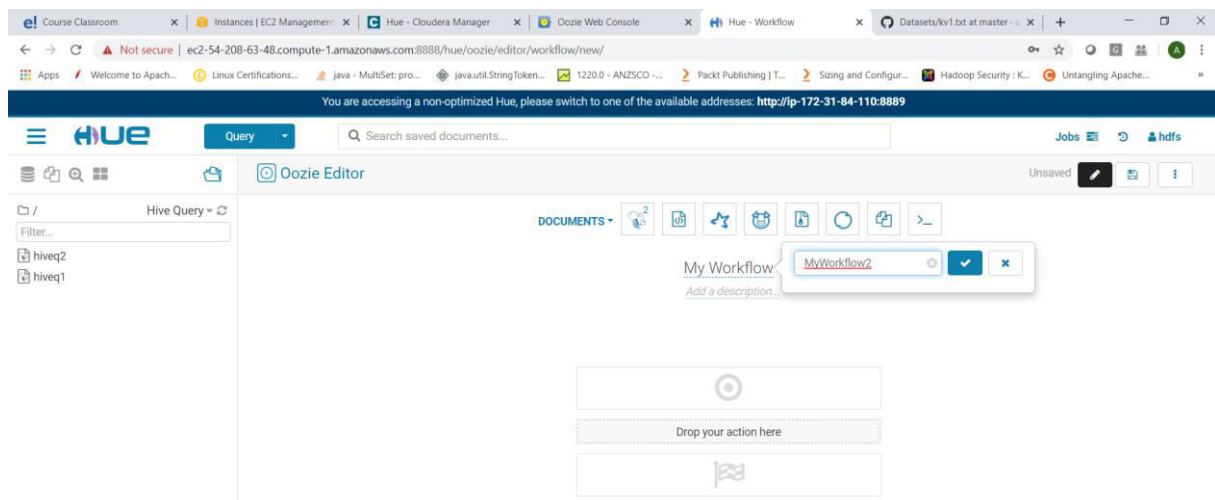 e! Course Classroom
Instances | EC2 Management
C Hue - Cloudera Manager
Oozie Web Console
Hue - Workflow
Datasets/kv1.txt at master ·
Not secure | ec2-54-208-63-48.compute-1.amazonaws.com:8888/hue/oozie/editor/workflow/new/
G
A
Apps
Welcome to Apach...
Linux Certifications...
java - MultiSet: pro...
java.util.StringToken...
1220.0 - ANZSCO -...
Packt Publishing | T...
Sizing and Configur...
Hadoop Security : K...
Untangling Apache...
»
You are accessing a non-optimized Hue, please switch to one of the available addresses: http://ip-172-31-84-110:8889
HUE
Query
Search saved documents...
Jobs
hdfs
Oozie Editor
Unsaved
/
Hive Query
Filter...
hiveq2
hiveq1
DOCUMENTS
2
My Workflow
MyWorkflow2
Add a description...
Drop your action here